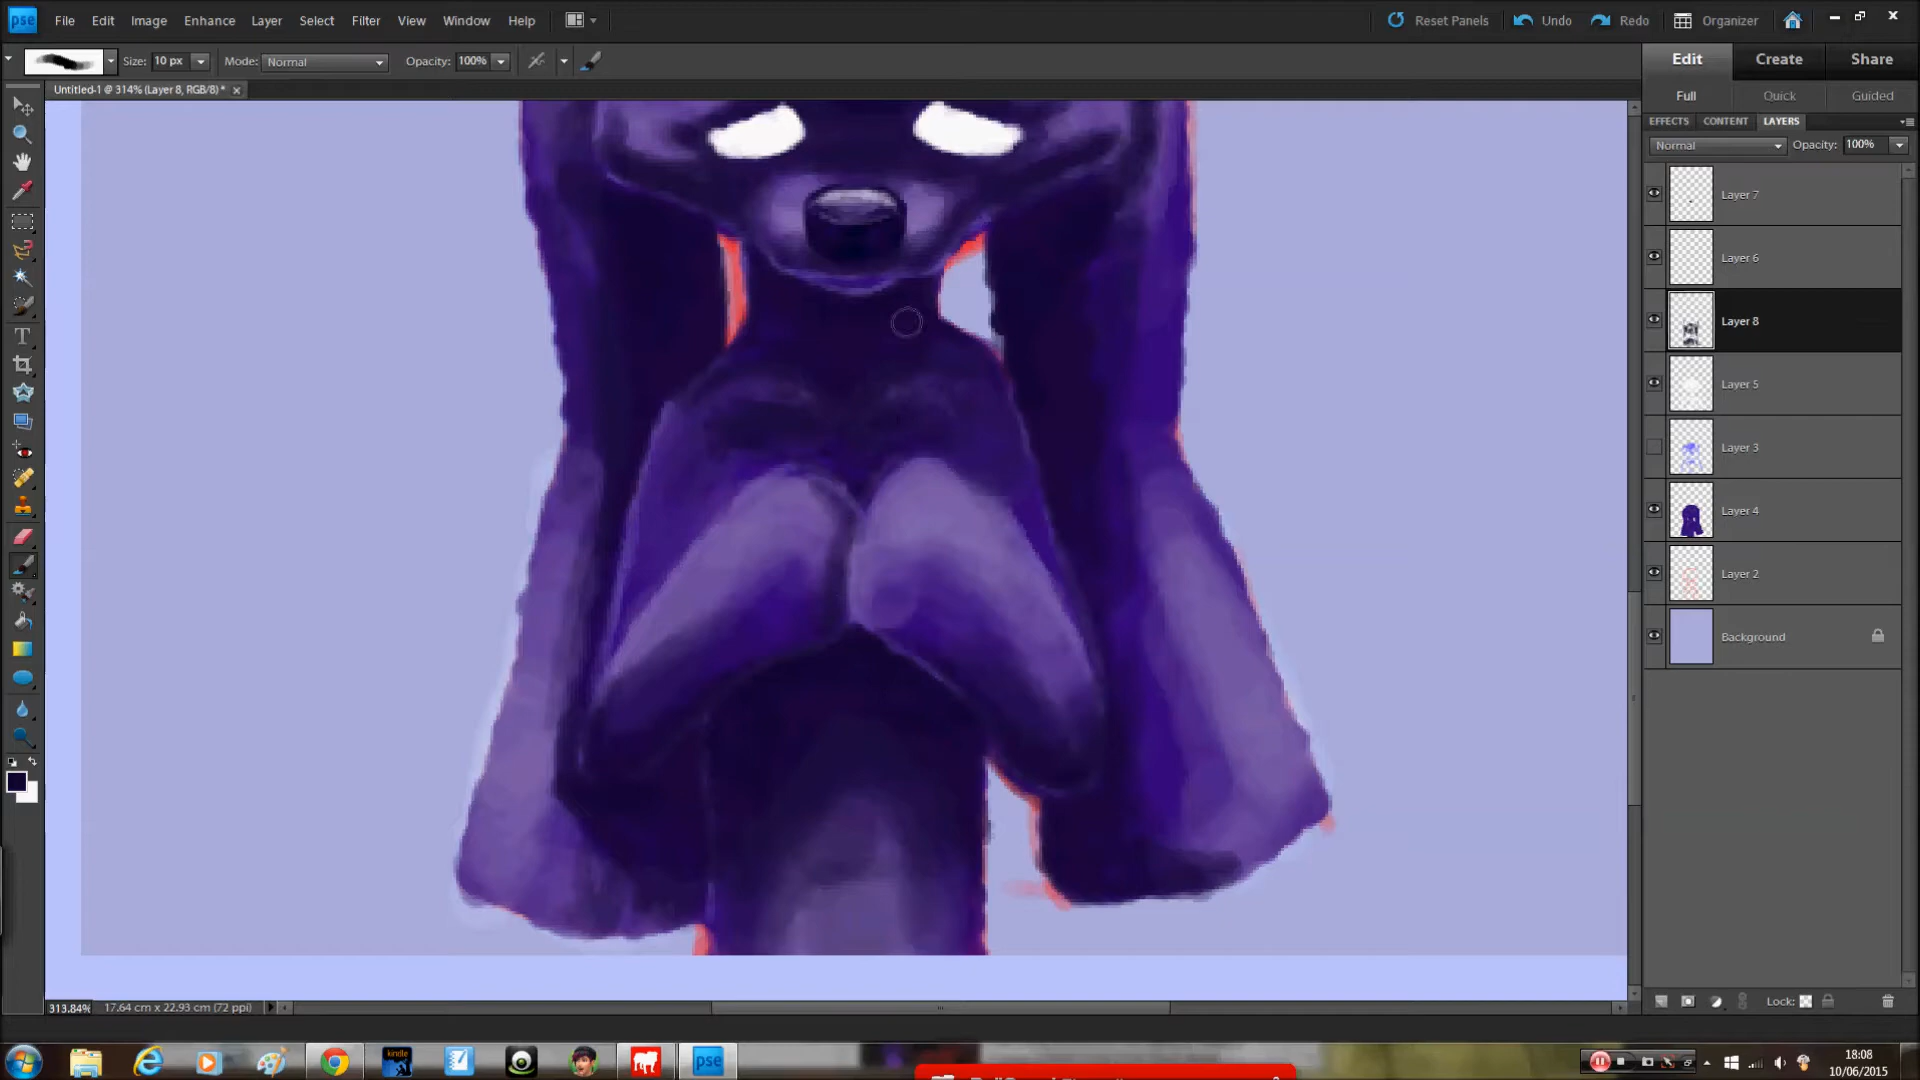 pse File Edit Image Enhance Layer Select Filter View Window Help Reset Panels Undo Redo Organizer
Size: 10 px Mode: Normal Opacity: 100% Edit Create Share
Untitled-1 @ 314% (Layer 8, RGB/8) * × Full Quick Guided
EFFECTS CONTENT LAYERS
Normal Opacity: 100%
Layer 7
Layer 6
Layer 8
Layer 5
Layer 3
Layer 4
Layer 2
Background
T
313.84% 17.64 cm x 22.93 cm (72 ppi) Lock:
kindle pse 18:08
10/06/2015